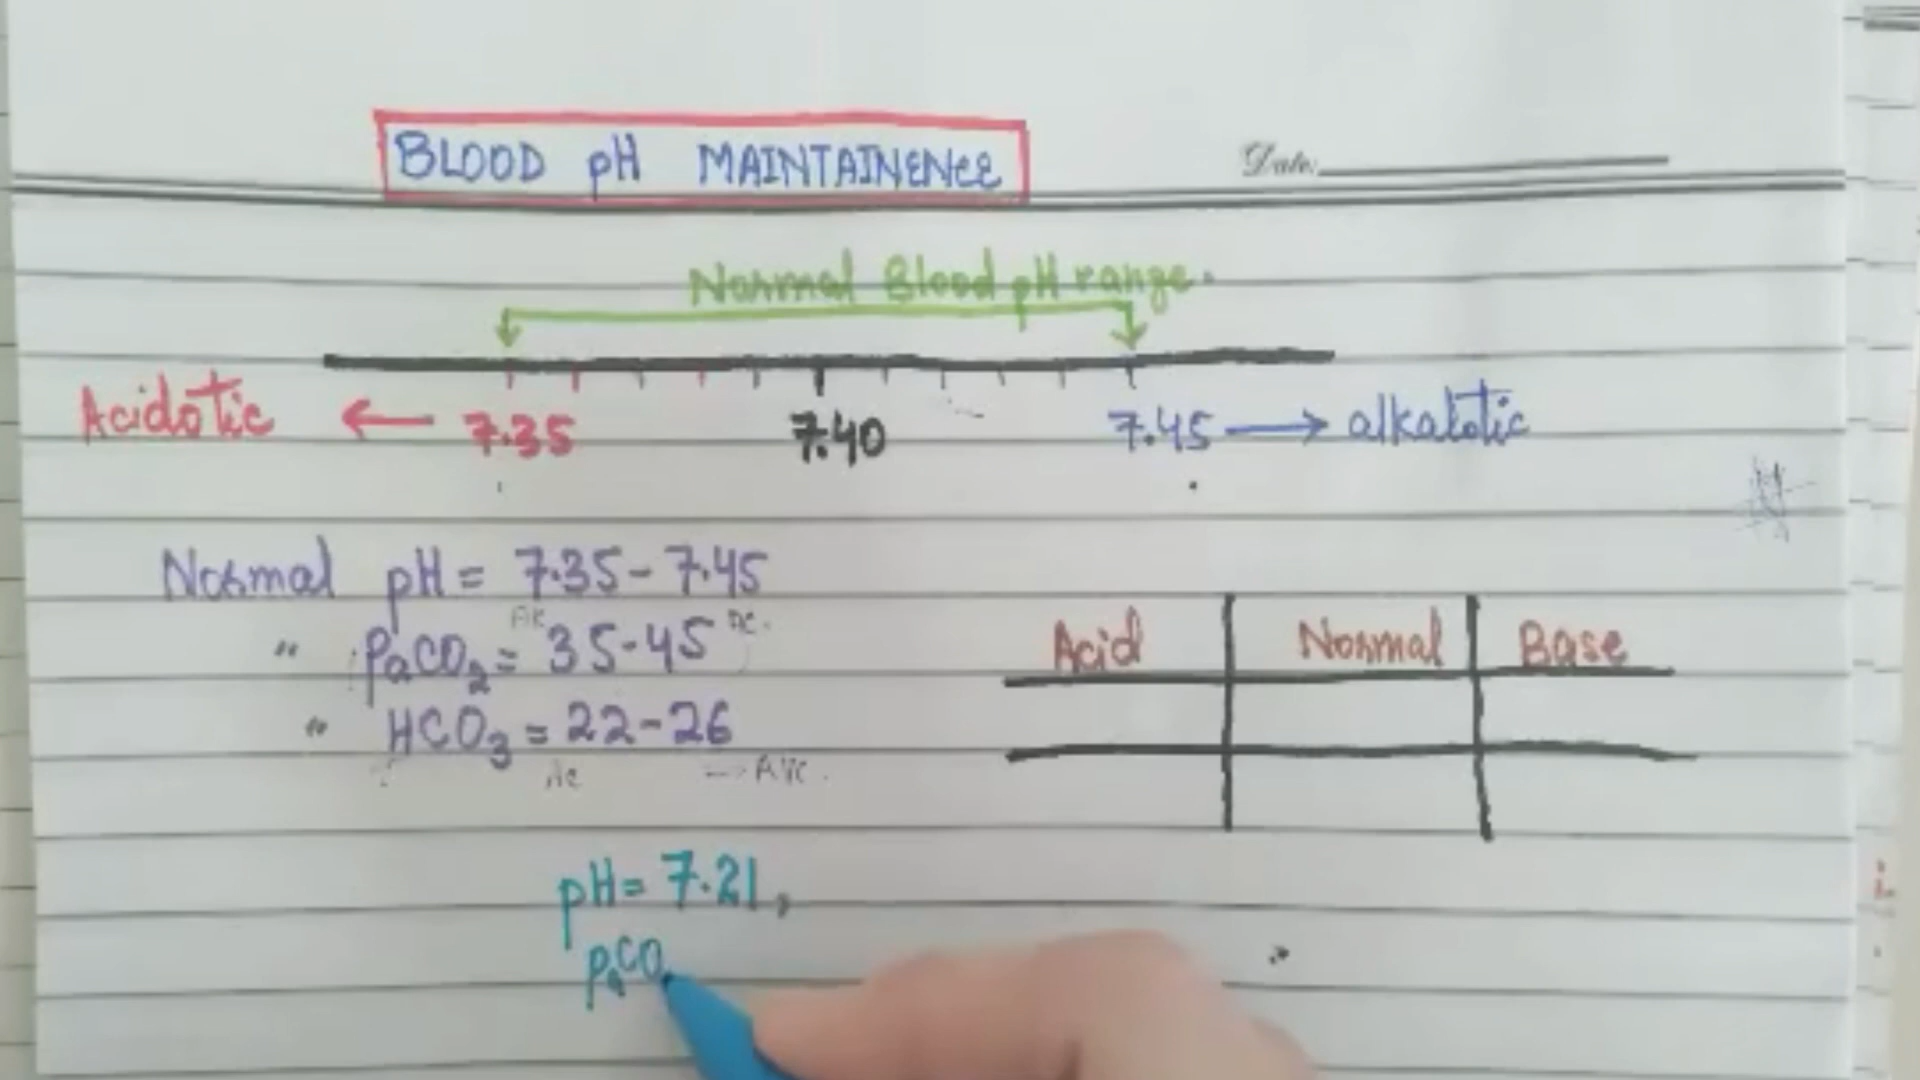 BLOOD pH MAINTAINENCE
Date:
Normal Blood pH range.
Acidotic ← 7.35 7.40 7.45 → alkalotic
Normal pH = 7.35 - 7.45
" PaCO2 = 35-45
" HCO3 = 22-26
Acid Normal Base
pH = 7.21,
PaCO